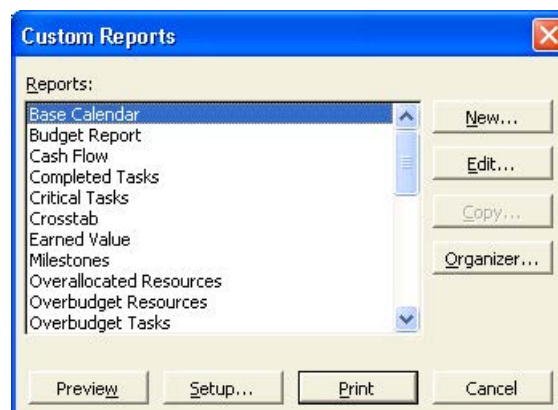 Custom Reports
Reports:
Base Calendar
Budget Report
Cash Flow
Completed Tasks
Critical Tasks
Crosstab
Earned Value
Milestones
Overallocated Resources
Overbudget Resources
Overbudget Tasks
New...
Edit...
Copy...
Organizer...
Preview
Setup...
Print
Cancel